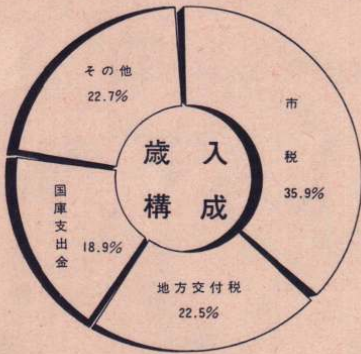 歳入
構成
市税
35.9%
地方交付税
22.5%
国庫支出金
18.9%
その他
22.7%